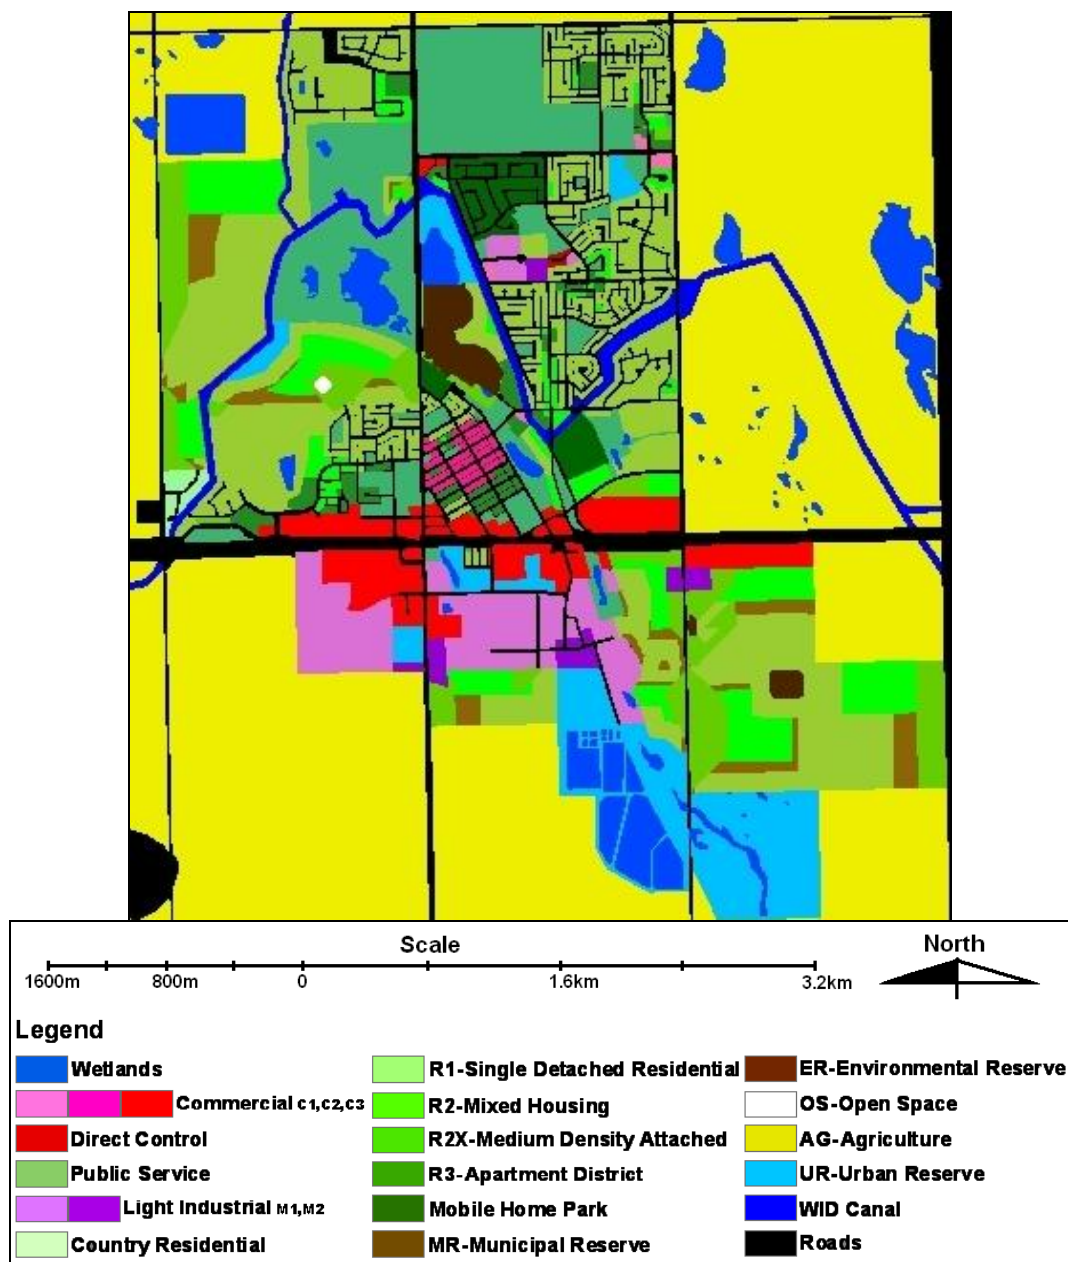 Scale
North
1600m 800m 0 1.6km 3.2km
Legend
Wetlands
Commercial C1,C2,C3
Direct Control
Public Service
Light Industrial M1,M2
Country Residential
R1-Single Detached Residential
R2-Mixed Housing
R2X-Medium Density Attached
R3-Apartment District
Mobile Home Park
MR-Municipal Reserve
ER-Environmental Reserve
OS-Open Space
AG-Agriculture
UR-Urban Reserve
WID Canal
Roads